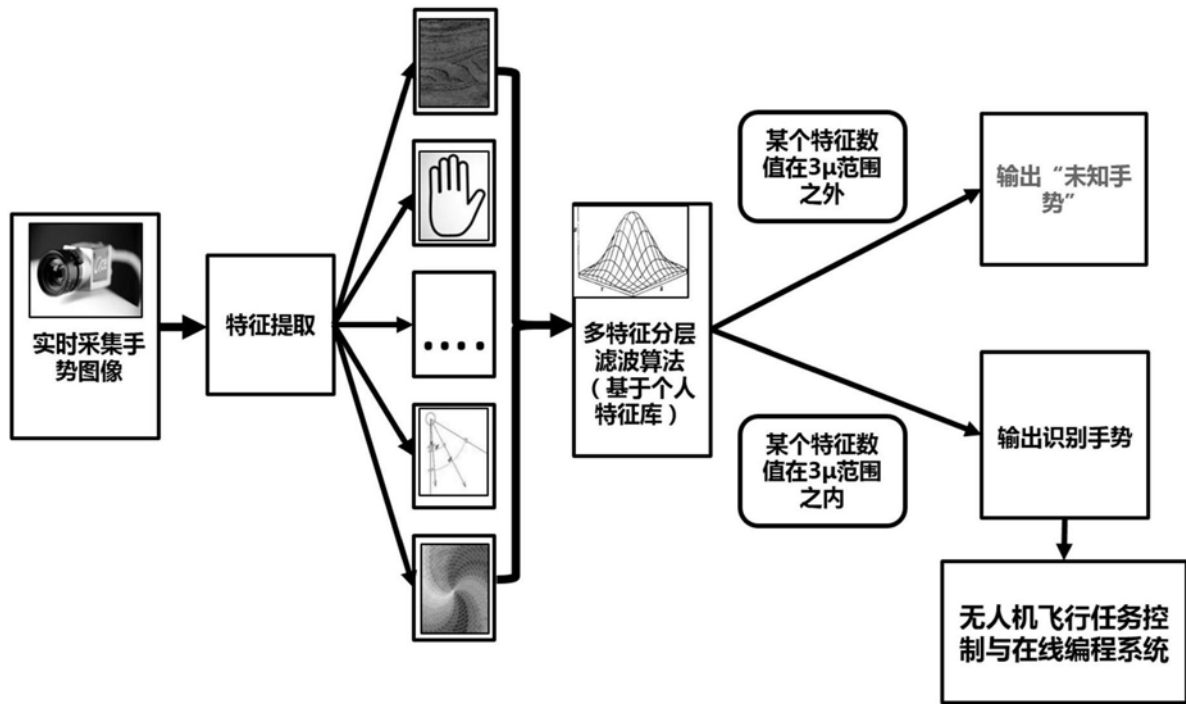 实时采集手
势图像
特征提取
....
多特征分层
滤波算法
（基于个人
特征库）
某个特征数
值在3μ范围
之外
某个特征数
值在3μ范围
之内
输出“未知手
势”
输出识别手势
无人机飞行任务控
制与在线编程系统